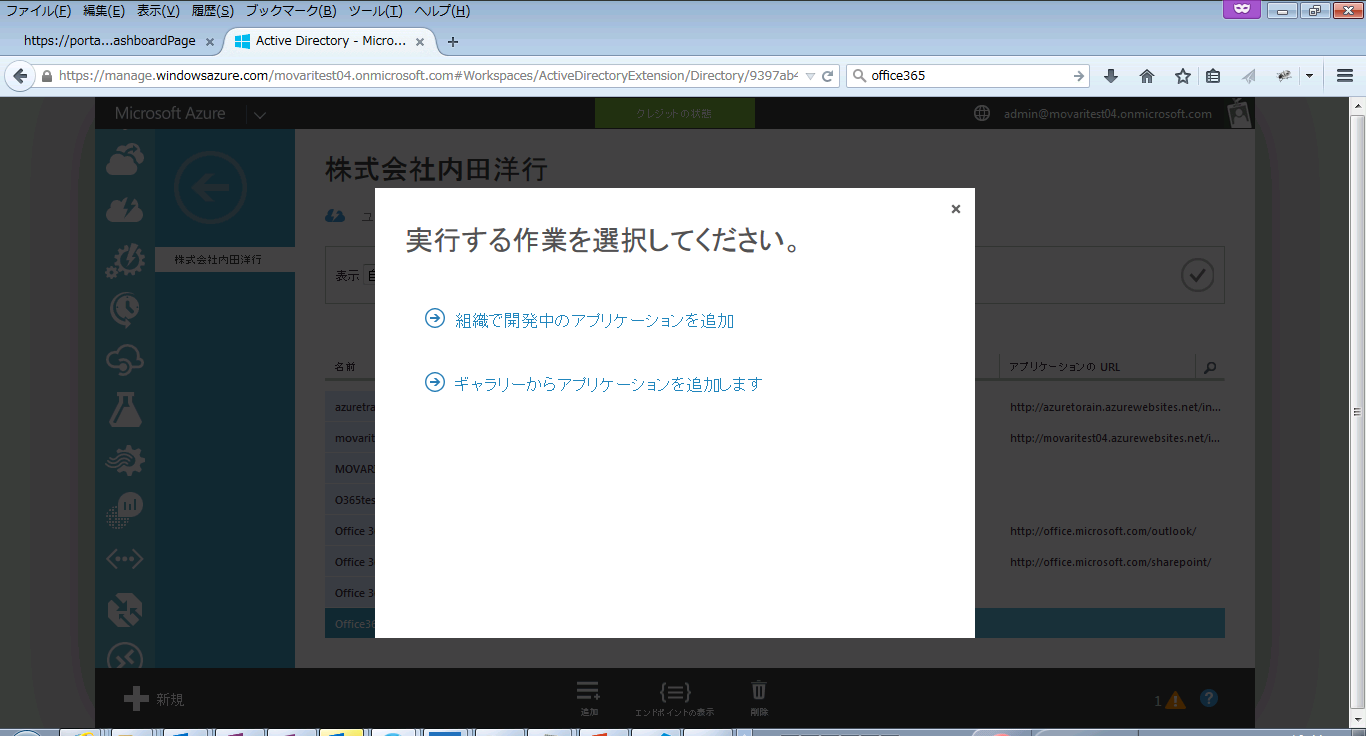 ファイル(F) 編集(E) 表示(V) 履歴(S) ブックマーク(B) ツール(T) ヘルプ(H)
https://porta...ashboardPage × Active Directory - Micro... × +
https://manage.windowsazure.com/movaritest04.onmicrosoft.com#Workspaces/ActiveDirectoryExtension/Directory/9397ab4 office365
Microsoft Azure クレジットの状態 admin@movaritest04.onmicrosoft.com
株式会社内田洋行
株式会社内田洋行
表示
実行する作業を選択してください。
組織で開発中のアプリケーションを追加
ギャラリーからアプリケーションを追加します
名前 アプリケーションの URL
azuretra http://azuretorain.azurewebsites.net/in...
movarit http://movaritest04.azurewebsites.net/i...
MOVAR
O365tes
Office 3 http://office.microsoft.com/outlook/
Office 3 http://office.microsoft.com/sharepoint/
Office 3
Office36
新規 追加 エンドポイントの表示 削除 1